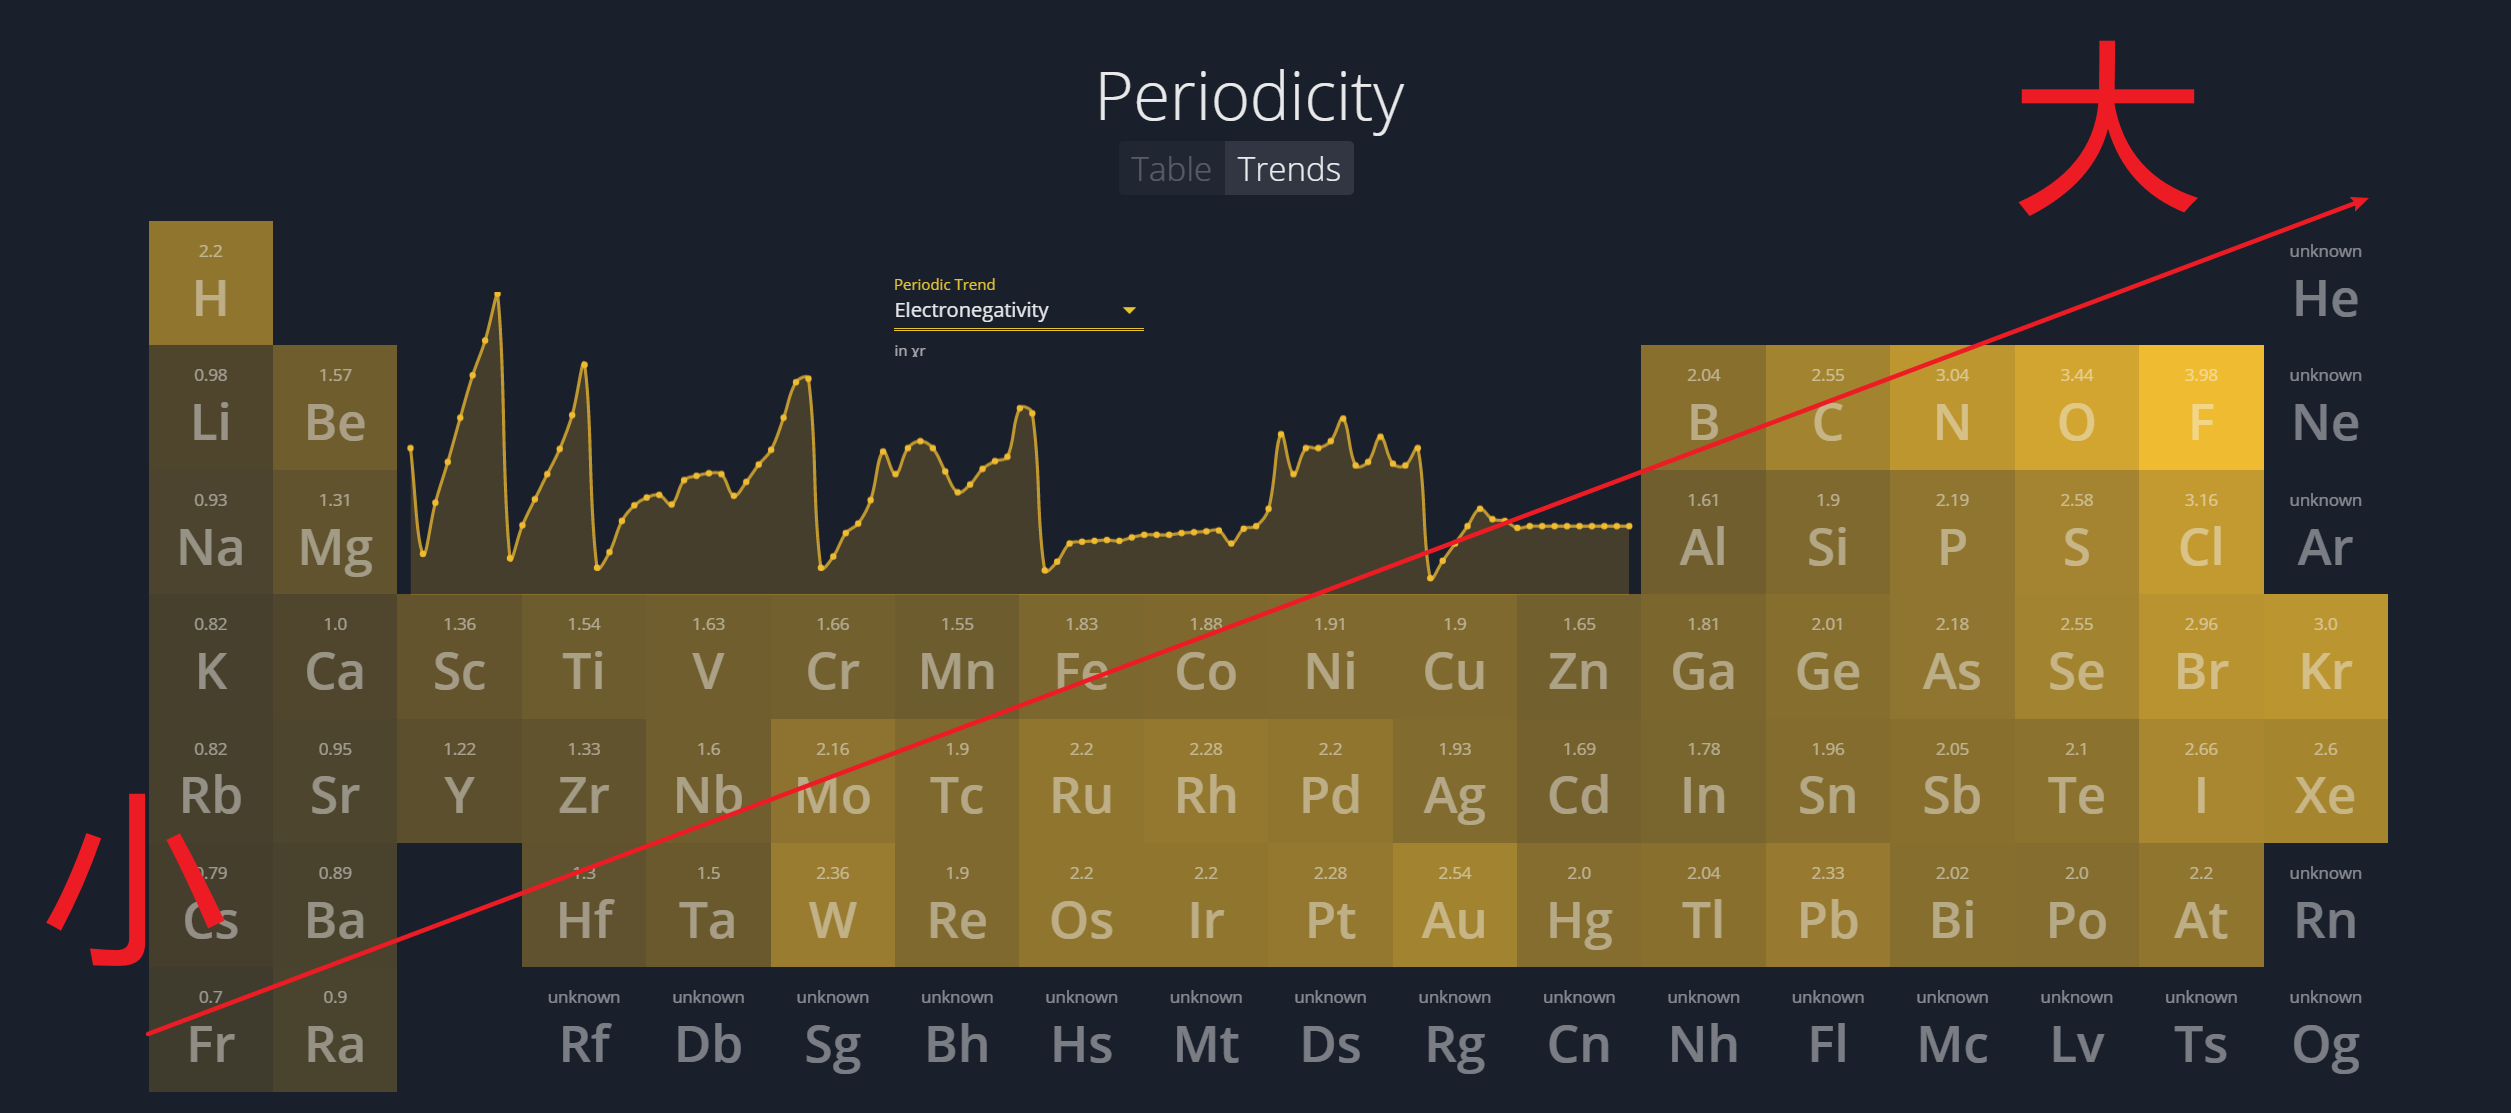 Periodicity
大
Table Trends
2.2 unknown
H He
Periodic Trend
Electronegativity
in χr
0.98 1.57 2.04 2.55 3.04 3.44 3.98 unknown
Li Be B C N O F Ne
0.93 1.31 1.61 1.9 2.19 2.58 3.16 unknown
Na Mg Al Si P S Cl Ar
0.82 1.0 1.36 1.54 1.63 1.66 1.55 1.83 1.88 1.91 1.9 1.65 1.81 2.01 2.18 2.55 2.96 3.0
K Ca Sc Ti V Cr Mn Fe Co Ni Cu Zn Ga Ge As Se Br Kr
0.82 0.95 1.22 1.33 1.6 2.16 1.9 2.2 2.28 2.2 1.93 1.69 1.78 1.96 2.05 2.1 2.66 2.6
Rb Sr Y Zr Nb Mo Tc Ru Rh Pd Ag Cd In Sn Sb Te I Xe
小
0.79 0.89 1.3 1.5 2.36 1.9 2.2 2.2 2.28 2.54 2.0 2.04 2.33 2.02 2.0 2.2 unknown
Cs Ba Hf Ta W Re Os Ir Pt Au Hg Tl Pb Bi Po At Rn
0.7 0.9 unknown unknown unknown unknown unknown unknown unknown unknown unknown unknown unknown unknown unknown unknown unknown
Fr Ra Rf Db Sg Bh Hs Mt Ds Rg Cn Nh Fl Mc Lv Ts Og